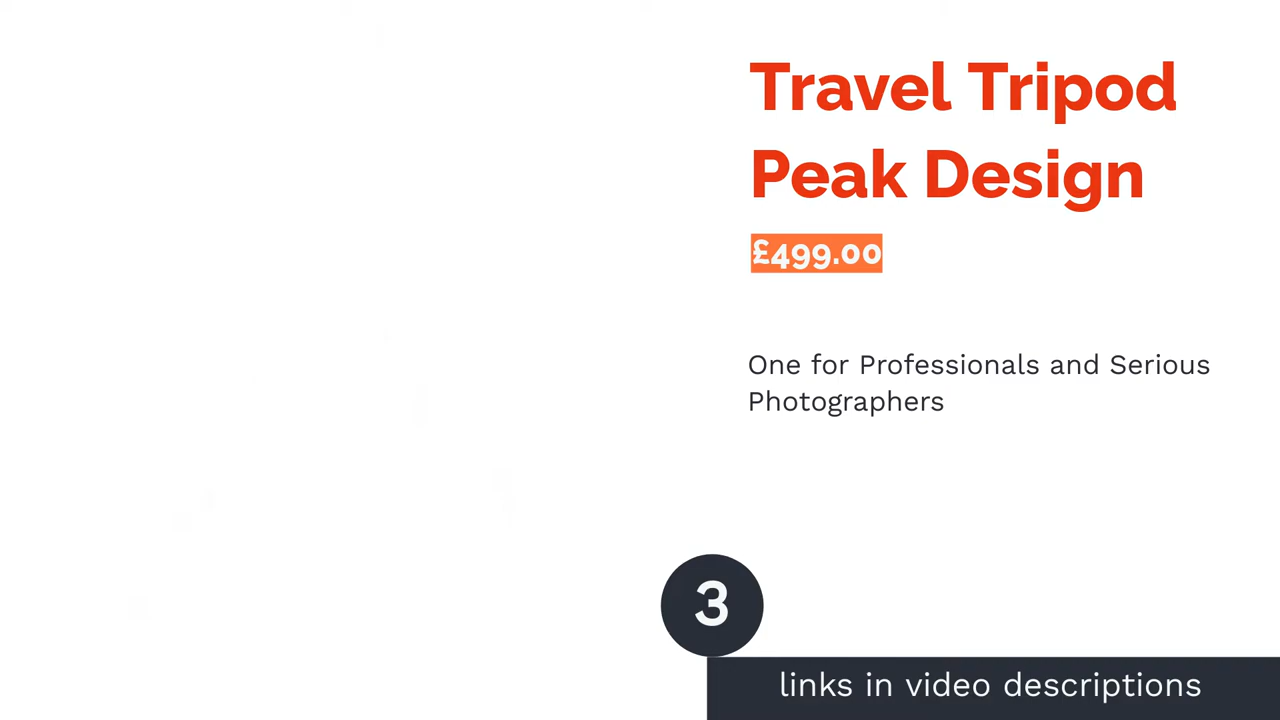 Travel Tripod
Peak Design
£499.00
One for Professionals and Serious
Photographers
3
links in video descriptions